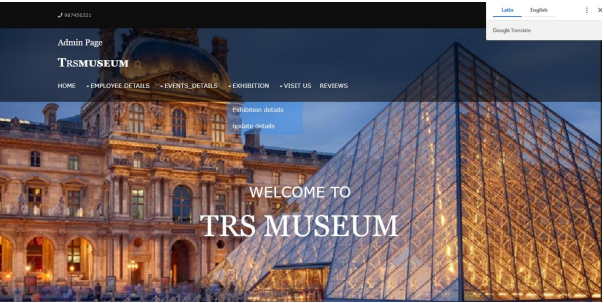 987456321
Latin English
Google Translate
Admin Page
TRSMUSEUM
HOME EMPLOYEE DETAILS EVENTS_DETAILS EXHIBITION VISIT US REVIEWS
Exhibition details
update details
WELCOME TO
TRS MUSEUM